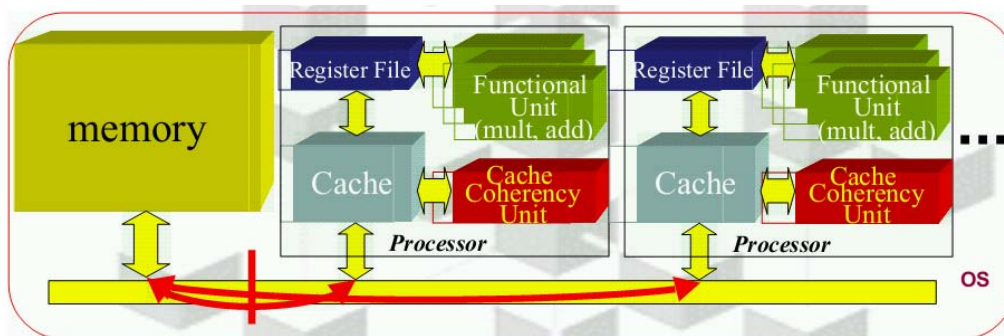 memory
Register File
Functional
Unit
(mult, add)
Cache
Cache
Coherency
Unit
Processor
Register File
Functional
Unit
(mult, add)
...
Cache
Cache
Coherency
Unit
Processor
OS